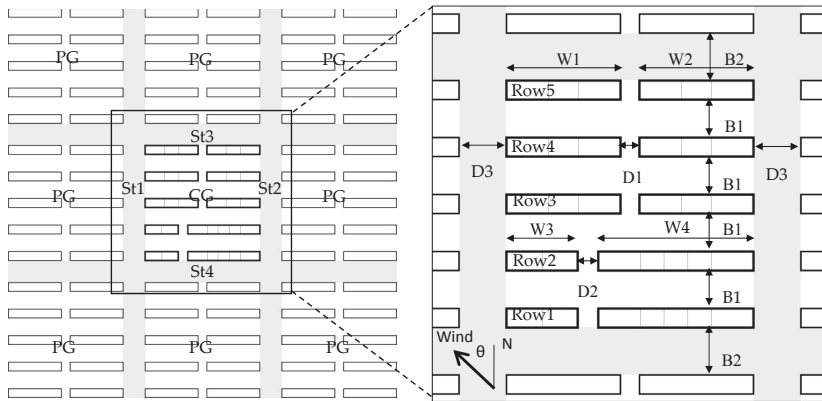 PG PG PG
St3
PG St1 CG St2 PG
St4
PG PG PG
W1 W2 B2
Row5
B1
Row4
D3 D1 B1 D3
Row3
W3 W4 B1
Row2
D2 B1
Row1
Wind θ N B2